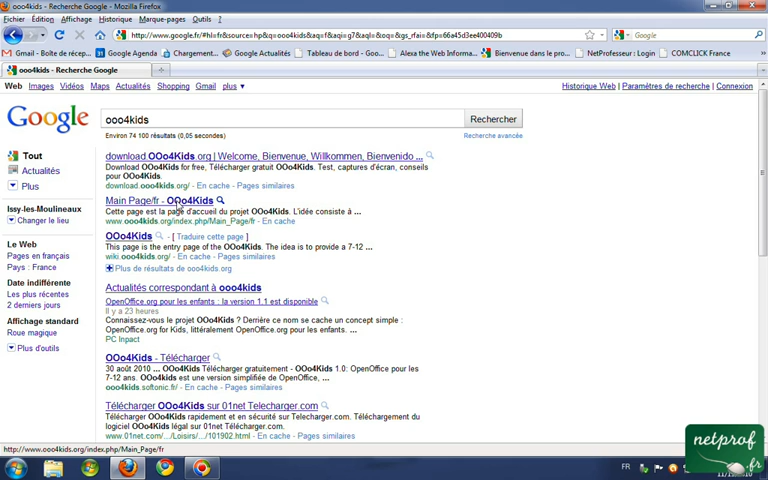 ooo4kids - Recherche Google - Mozilla Firefox
Fichier Édition Affichage Historique Marque-pages Outils ?
http://www.google.fr/#hl=fr&source=hp&q=ooo4kids&aq=f&aqi=g7&aql=&oq=&gs_rfai=&fp=66a45d3ee400409b
Google
Gmail - Boîte de récep... Google Agenda Chargement... Google Actualités Tableau de bord - Goo... Alexa the Web Informa... Bienvenue dans le pro... NetProfesseur : Login COMCLICK FRANCE
ooo4kids - Recherche Google
Web Images Vidéos Maps Actualités Shopping Gmail plus
Historique Web | Paramètres de recherche | Connexion
Google
ooo4kids
Rechercher
Environ 74 100 résultats (0,05 secondes)
Recherche avancée
Tout
Actualités
Plus
Issy-les-Moulineaux
Changer le lieu
Le Web
Pages en français
Pays : France
Date indifférente
Les plus récentes
2 derniers jours
Affichage standard
Roue magique
Plus d'outils
download OOo4Kids.org | Welcome, Bienvenue, Willkommen, Bienvenido ...
Download OOo4Kids for free, Télécharger gratuit OOo4Kids. Test, captures d'écran, conseils
pour OOo4Kids.
download.ooo4kids.org/ - En cache - Pages similaires
Main Page/fr - OOo4Kids
Cette page est la page d'accueil du projet OOo4Kids. L'idée consiste à ...
www.ooo4kids.org/index.php/Main_Page/fr - En cache
OOo4Kids - [ Traduire cette page ]
This page is the entry page of the OOo4Kids. The idea is to provide a 7-12 ...
wiki.ooo4kids.org/ - En cache - Pages similaires
Plus de résultats de ooo4kids.org
Actualités correspondant à ooo4kids
OpenOffice.org pour les enfants : la version 1.1 est disponible
Il y a 23 heures
Connaissez-vous le projet OOo4Kids ? Derrière ce nom se cache un concept simple :
OpenOffice.org for Kids, littéralement OpenOffice.org pour les enfants. ...
PC Inpact
OOo4Kids - Télécharger
30 août 2010 ... OOo4Kids Télécharger gratuitement - OOo4Kids 1.0: OpenOffice pour les
7-12 ans. OOo4kids est une version simplifiée de OpenOffice, ...
ooo4kids.softonic.fr/ - En cache - Pages similaires
Télécharger OOo4Kids sur 01net Telecharger.com
Télécharger OOo4Kids rapidement et en sécurité sur Telecharger.com. Téléchargement du
logiciel OOo4Kids légal sur 01net Telecharger.com. ...
www.01net.com/.../Loisirs/.../101902.html - En cache - Pages similaires
http://www.ooo4kids.org/index.php/Main_Page/fr
FR
netprof
.fr